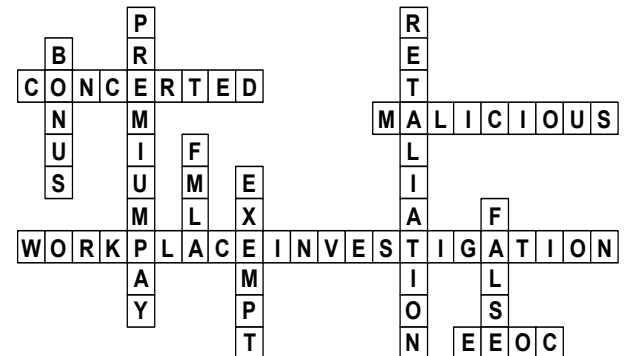 PREMIUMPAY
RETALIATION
BONUS
CONCERTED
MALICIOUS
FMLA
EXEMPT
FALSE
WORKPLACEINVESTIGATION
EEOC